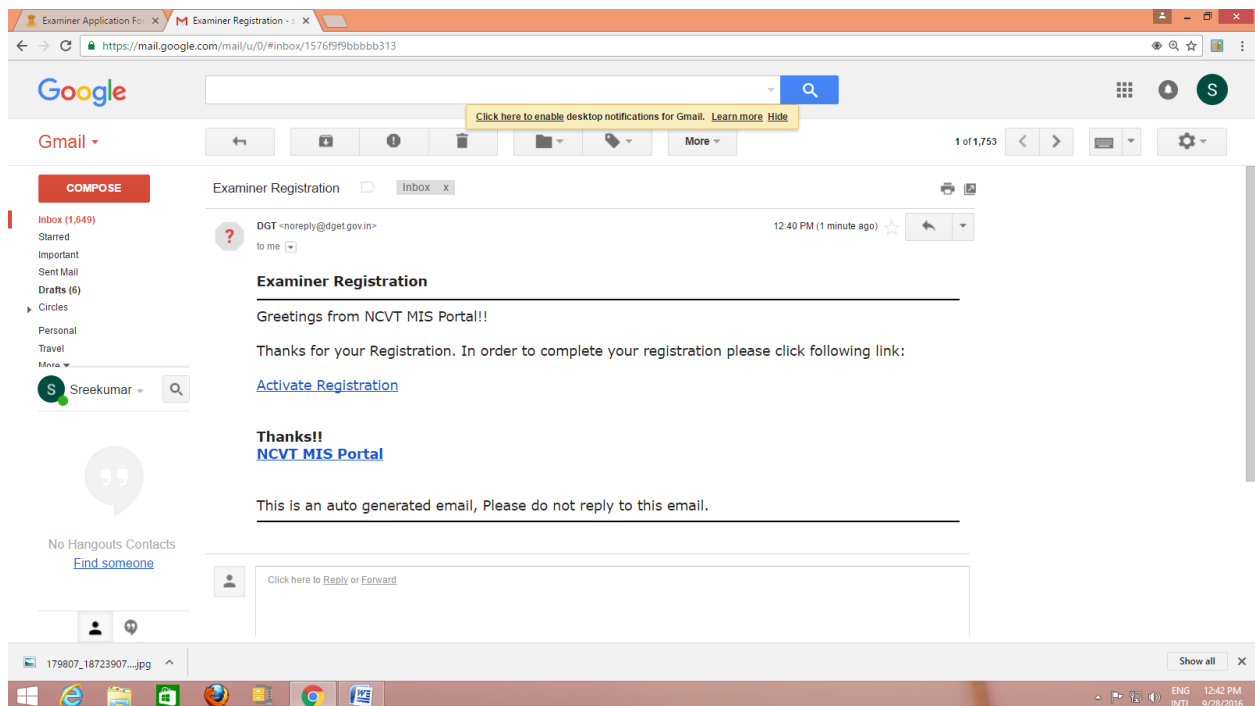 Examiner Application For
Examiner Registration - s
https://mail.google.com/mail/u/0/#inbox/1576f9f9bbbbb313
Google
S
Click here to enable desktop notifications for Gmail. Learn more Hide
Gmail
More
1 of 1,753
COMPOSE
Examiner Registration
Inbox x
Inbox (1,649)
Starred
Important
Sent Mail
Drafts (6)
Circles
Personal
Travel
More
S Sreekumar
No Hangouts Contacts
Find someone
?
DGT <noreply@dget.gov.in>
12:40 PM (1 minute ago)
to me
Examiner Registration
Greetings from NCVT MIS Portal!!
Thanks for your Registration. In order to complete your registration please click following link:
Activate Registration
Thanks!!
NCVT MIS Portal
This is an auto generated email, Please do not reply to this email.
Click here to Reply or Forward
179807_18723907....jpg
Show all
ENG 12:42 PM
INTL 9/28/2016